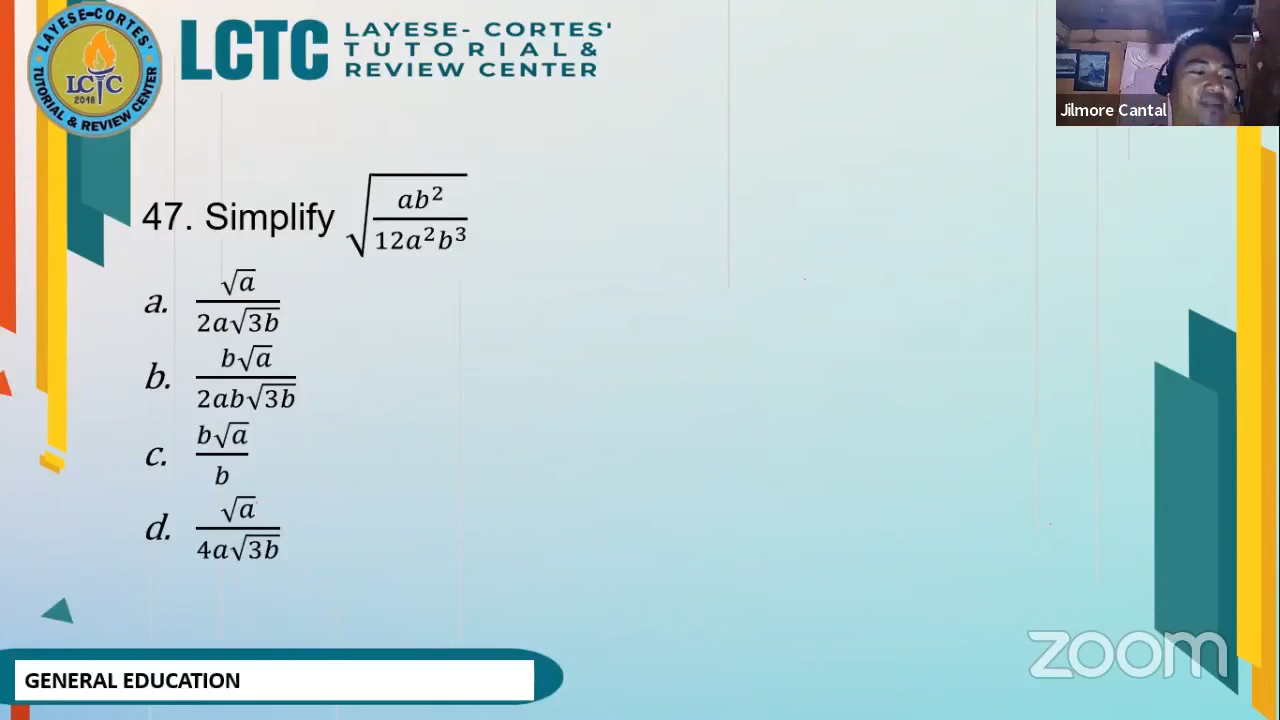 LAYESE-CORTES'
LCTC
2018
TUTORIAL & REVIEW CENTER
LCTC
LAYESE- CORTES'
TUTORIAL &
REVIEW CENTER
Jilmore Cantal
47. Simplify √(ab²/12a²b³)
a. √a/2a√3b
b. b√a/2ab√3b
c. b√a/b
d. √a/4a√3b
GENERAL EDUCATION
zoom